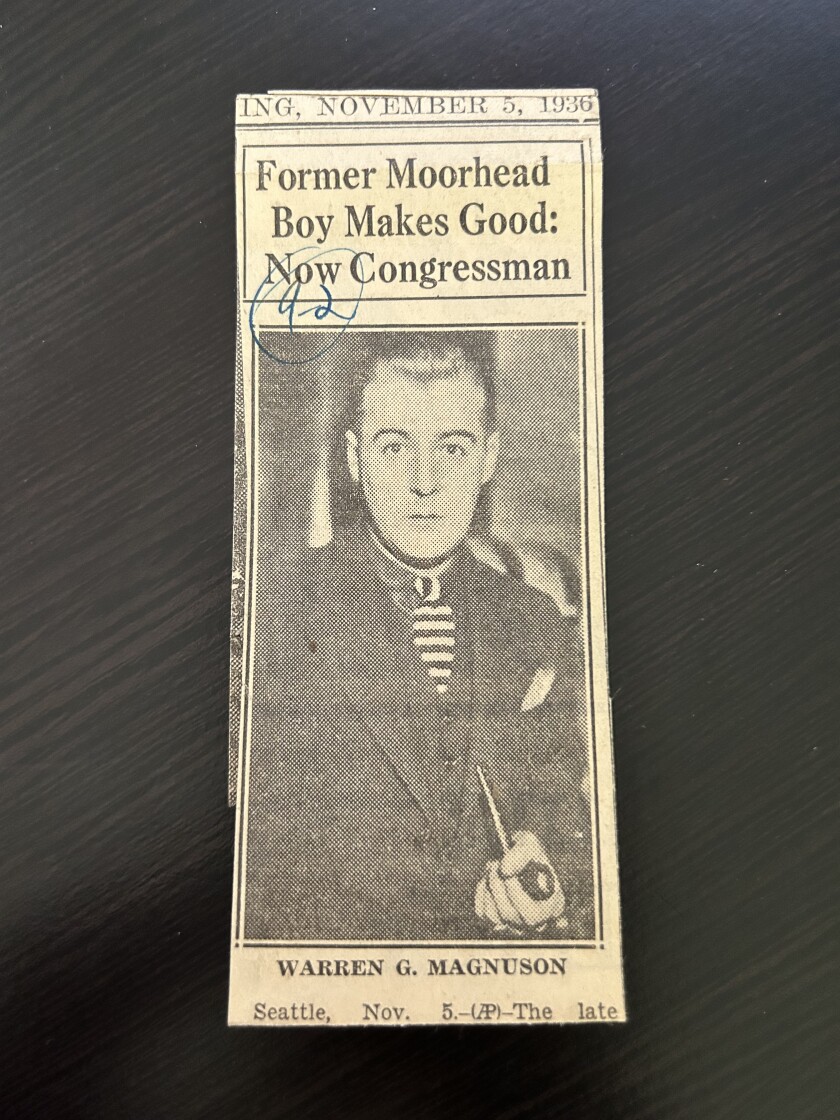 ING, NOVEMBER 5, 1936
Former Moorhead
Boy Makes Good:
Now Congressman
92
WARREN G. MAGNUSON
Seattle, Nov. 5.–(AP)–The late